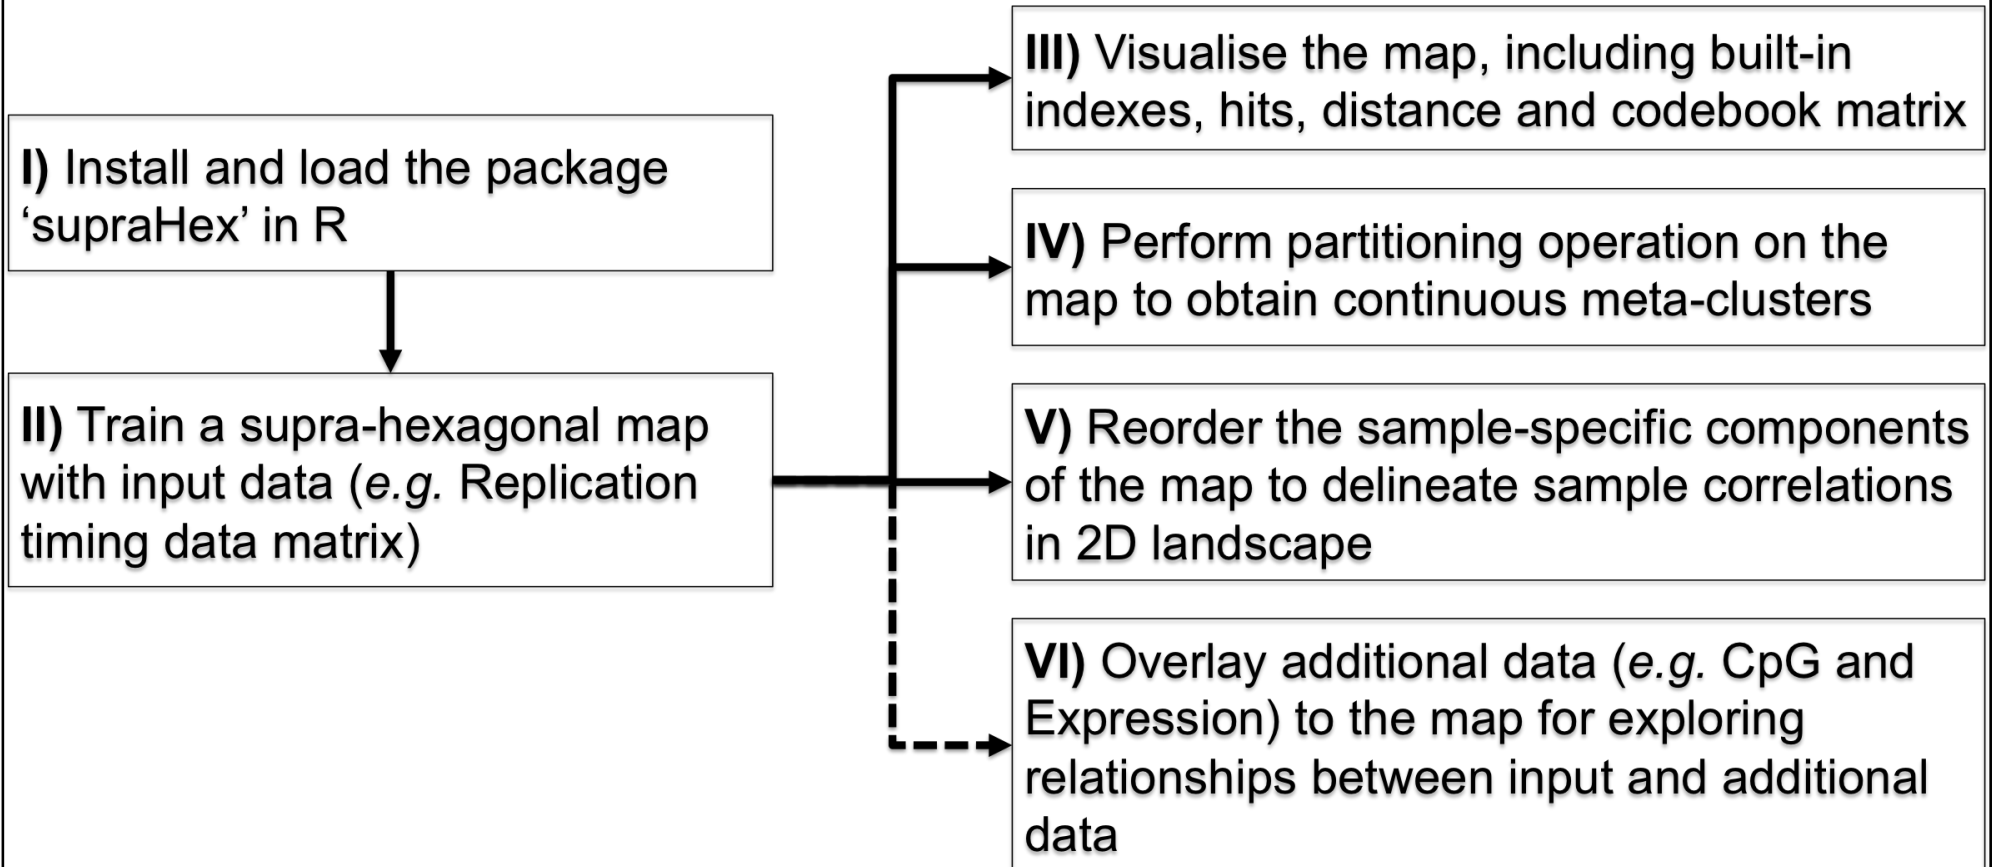 I) Install and load the package
‘supraHex’ in R
II) Train a supra-hexagonal map
with input data (e.g. Replication
timing data matrix)
III) Visualise the map, including built-in
indexes, hits, distance and codebook matrix
IV) Perform partitioning operation on the
map to obtain continuous meta-clusters
V) Reorder the sample-specific components
of the map to delineate sample correlations
in 2D landscape
VI) Overlay additional data (e.g. CpG and
Expression) to the map for exploring
relationships between input and additional
data